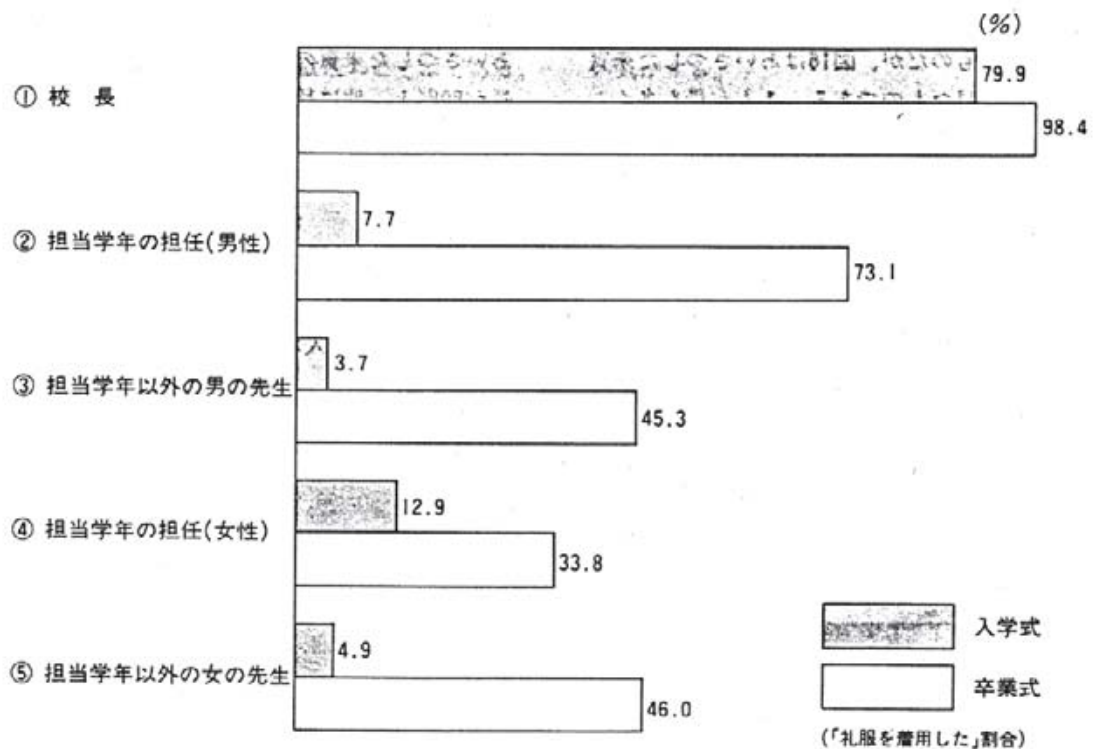 (%)
① 校長
79.9
98.4
② 担当学年の担任(男性)
7.7
73.1
③ 担当学年以外の男の先生
3.7
45.3
④ 担当学年の担任(女性)
12.9
33.8
⑤ 担当学年以外の女の先生
4.9
46.0
入学式
卒業式
(「礼服を着用した」割合)